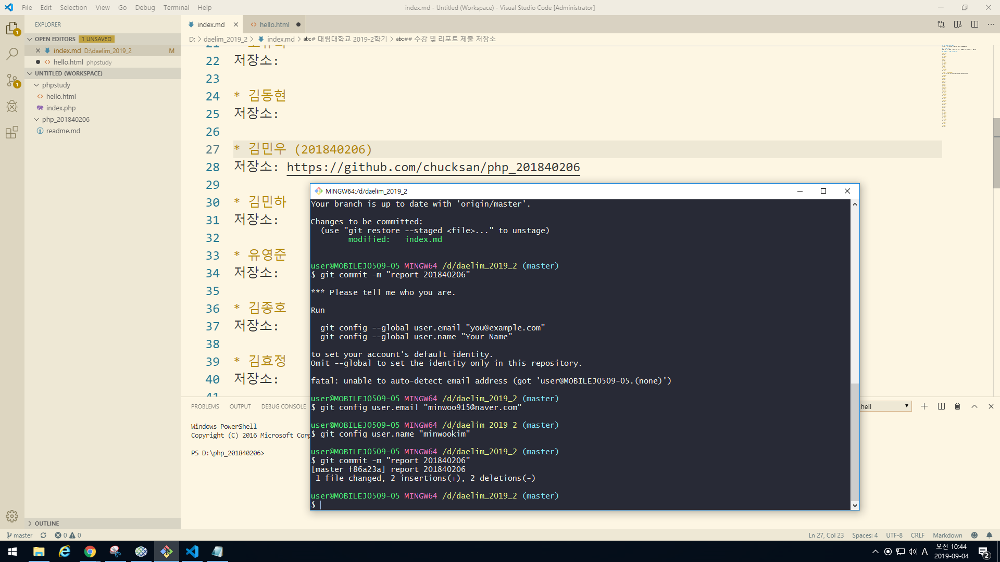 File Edit Selection View Go Debug Terminal Help
index.md - Untitled (Workspace) - Visual Studio Code [Administrator]
EXPLORER
OPEN EDITORS 1 UNSAVED
index.md D:\daelim_2019_2 M
hello.html phpstudy
UNTITLED (WORKSPACE)
phpstudy
hello.html
index.php
php_201840206
readme.md
OUTLINE
1
1
index.md
hello.html
D: > daelim_2019_2 > index.md > abc # 대림대학교 2019-2학기 > abc ## 수강 및 리포트 제출 저장소
22 저장소:
23
24 * 김동현
25 저장소:
26
27 * 김민우 (201840206)
28 저장소: https://github.com/chucksan/php_201840206
29
30 * 김민하
31 저장소:
32
33 * 유영준
34 저장소:
35
36 * 김종호
37 저장소:
38
39 * 김효정
40 저장소:
41
PROBLEMS OUTPUT DEBUG CONSOLE
hell
Windows PowerShell
Copyright (C) 2016 Microsoft Corp
PS D:\php_201840206>
MINGW64:/d/daelim_2019_2
Your branch is up to date with 'origin/master'.
Changes to be committed:
(use "git restore --staged <file>..." to unstage)
modified: index.md
user@MOBILEJ0509-05 MINGW64 /d/daelim_2019_2 (master)
$ git commit -m "report 201840206"
*** Please tell me who you are.
Run
git config --global user.email "you@example.com"
git config --global user.name "Your Name"
to set your account's default identity.
Omit --global to set the identity only in this repository.
fatal: unable to auto-detect email address (got 'user@MOBILEJ0509-05.(none)')
user@MOBILEJ0509-05 MINGW64 /d/daelim_2019_2 (master)
$ git config user.email "minwoo915@naver.com"
user@MOBILEJ0509-05 MINGW64 /d/daelim_2019_2 (master)
$ git config user.name "minwookim"
user@MOBILEJ0509-05 MINGW64 /d/daelim_2019_2 (master)
$ git commit -m "report 201840206"
[master f86a23a] report 201840206
1 file changed, 2 insertions(+), 2 deletions(-)
user@MOBILEJ0509-05 MINGW64 /d/daelim_2019_2 (master)
$
master 0 0
Ln 27, Col 23 Spaces: 4 UTF-8 CRLF Markdown
A
오전 10:44
2019-09-04
2